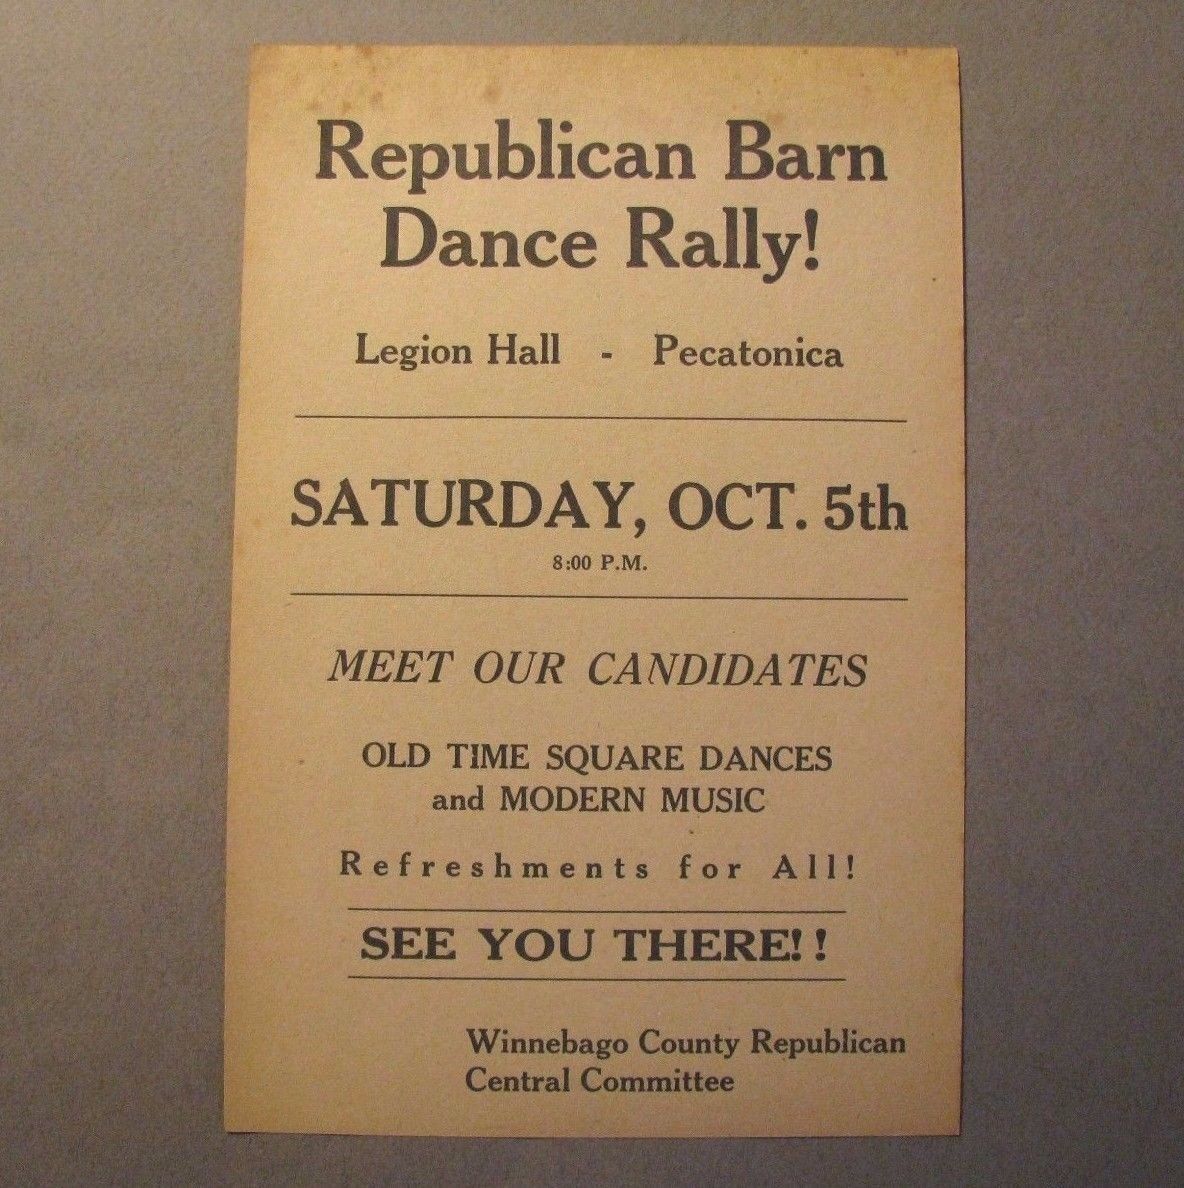 Republican Barn
Dance Rally!
Legion Hall - Pecatonica
SATURDAY, OCT. 5th
8:00 P.M.
MEET OUR CANDIDATES
OLD TIME SQUARE DANCES
and MODERN MUSIC
Refreshments for All!
SEE YOU THERE!!
Winnebago County Republican
Central Committee